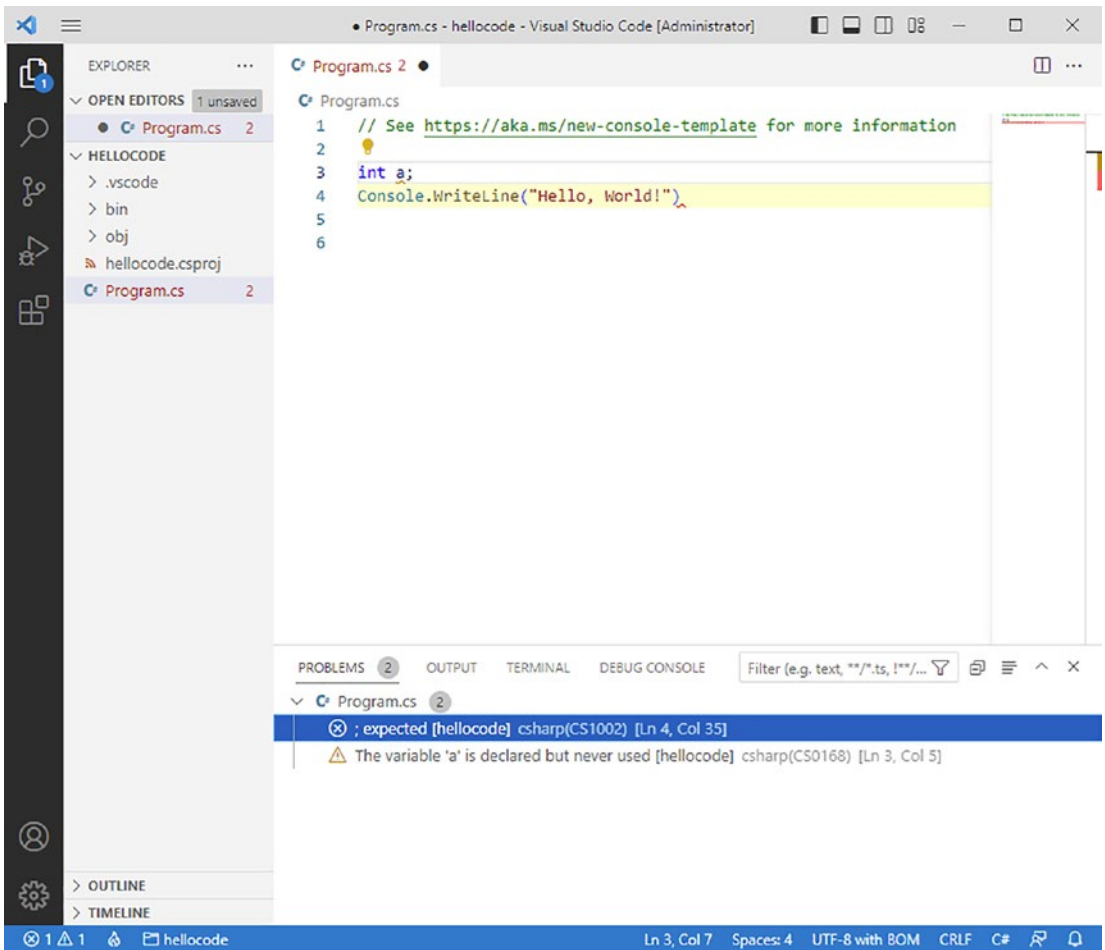 ● Program.cs - hellocode - Visual Studio Code [Administrator]
EXPLORER
OPEN EDITORS 1 unsaved
● C# Program.cs 2
HELLOCODE
> .vscode
> bin
> obj
hellocode.csproj
C# Program.cs 2
> OUTLINE
> TIMELINE
C# Program.cs 2 ●
C# Program.cs
1 // See https://aka.ms/new-console-template for more information
2
3 int a;
4 Console.WriteLine("Hello, World!")
5
6
PROBLEMS 2 OUTPUT TERMINAL DEBUG CONSOLE Filter (e.g. text, **/*.ts, !**/...
C# Program.cs 2
; expected [hellocode] csharp(CS1002) [Ln 4, Col 35]
The variable 'a' is declared but never used [hellocode] csharp(CS0168) [Ln 3, Col 5]
1 1 hellocode Ln 3, Col 7 Spaces: 4 UTF-8 with BOM CRLF C#